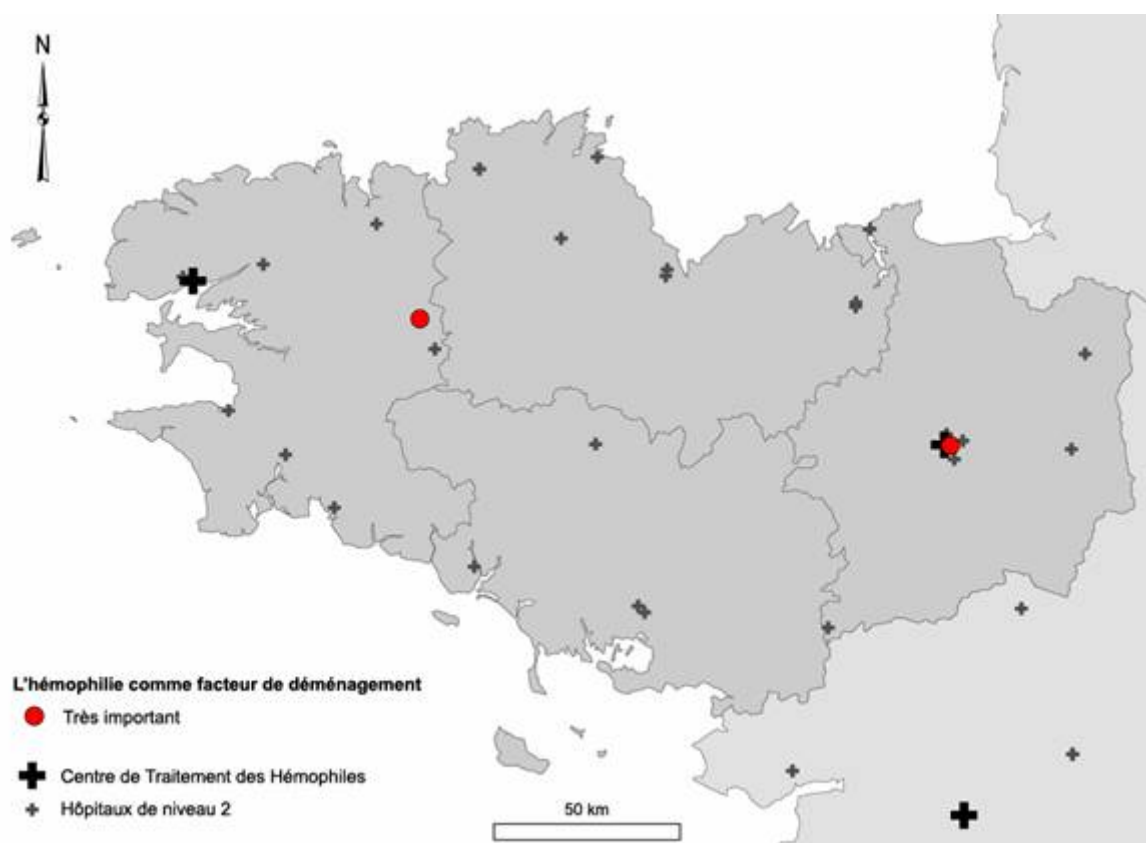 N
L'hémophilie comme facteur de déménagement
Très important
Centre de Traitement des Hémophiles
Hôpitaux de niveau 2
50 km